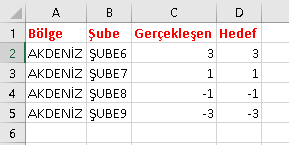 A B C D
1 Bölge Şube Gerçekleşen Hedef
2 AKDENİZ ŞUBE6 3 3
3 AKDENİZ ŞUBE7 1 1
4 AKDENİZ ŞUBE8 -1 -1
5 AKDENİZ ŞUBE9 -3 -3
6